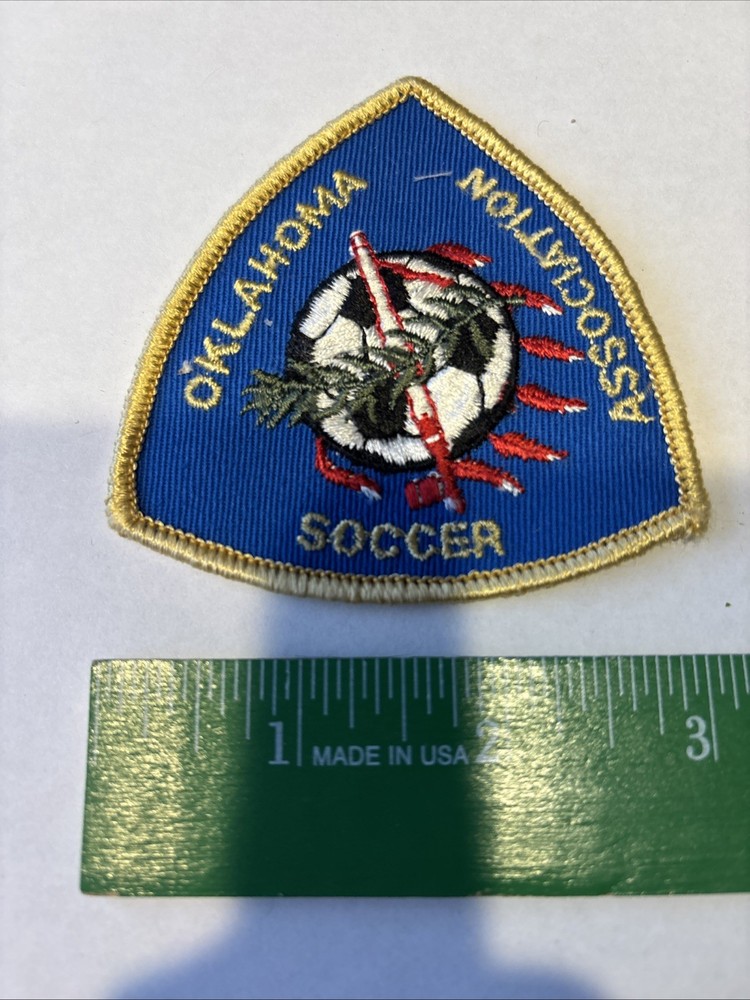 OKLAHOMA
SOCCER
ASSOCIATION
1 MADE IN USA 2 3